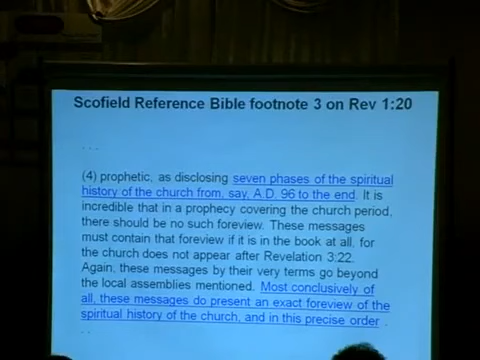 Scofield Reference Bible footnote 3 on Rev 1:20
. . .
(4) prophetic, as disclosing seven phases of the spiritual
history of the church from, say, A.D. 96 to the end. It is
incredible that in a prophecy covering the church period,
there should be no such foreview. These messages
must contain that foreview if it is in the book at all, for
the church does not appear after Revelation 3:22.
Again, these messages by their very terms go beyond
the local assemblies mentioned. Most conclusively of
all, these messages do present an exact foreview of the
spiritual history of the church, and in this precise order .
. .